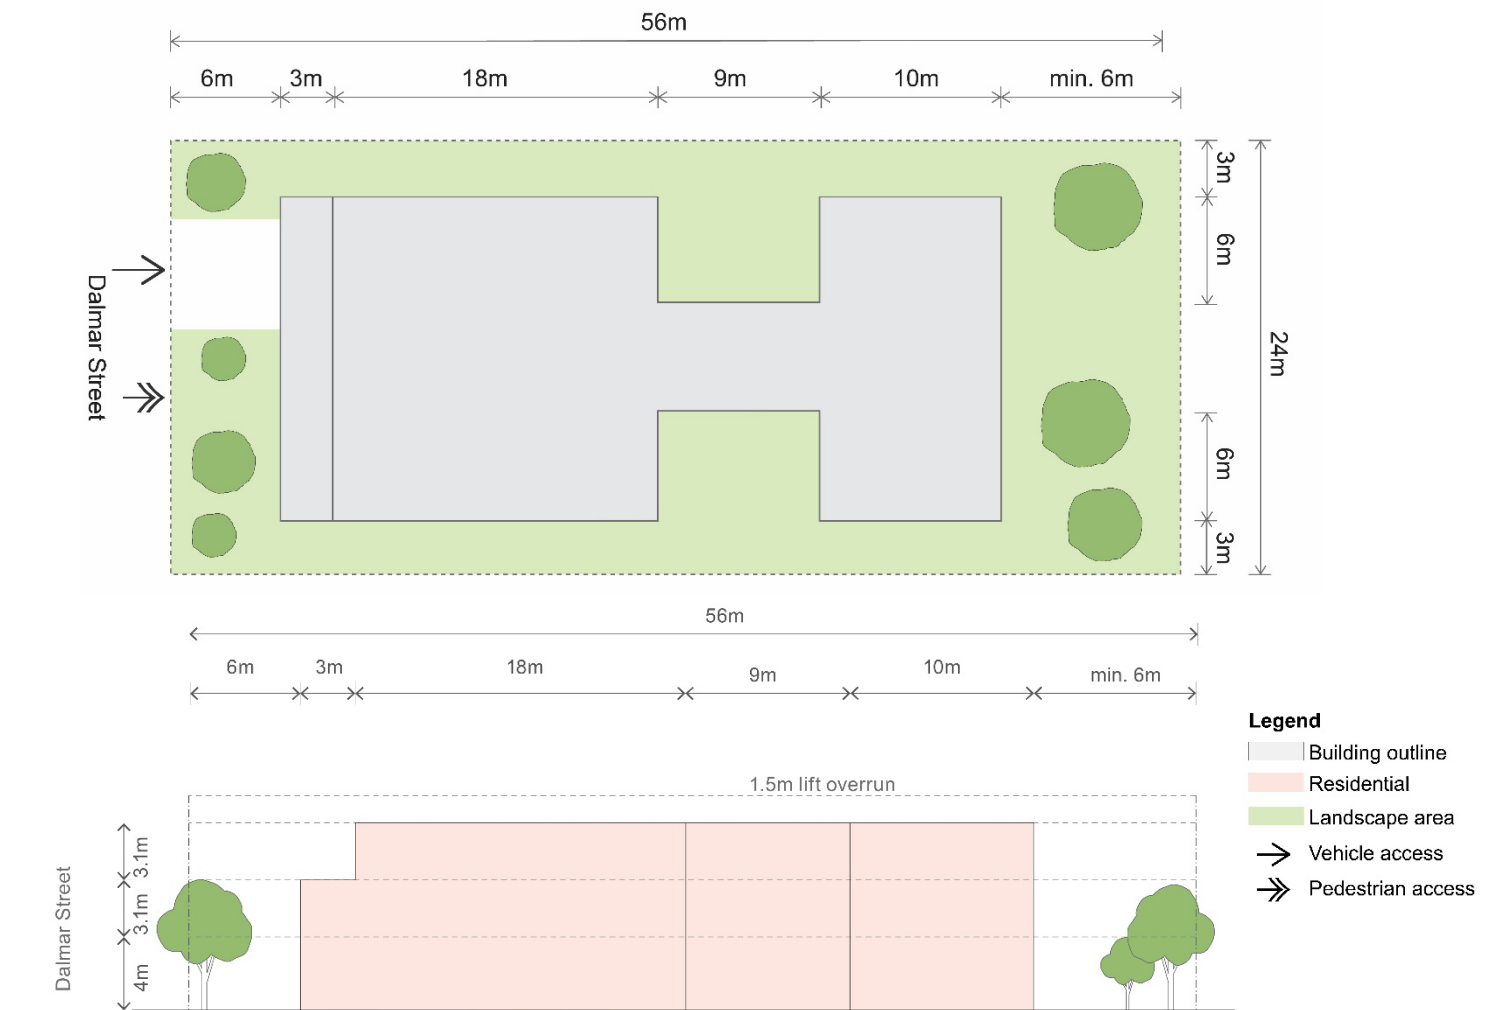 56m
6m 3m 18m 9m 10m min. 6m
3m
6m
24m
6m
3m
Dalmar Street
56m
6m 3m 18m 9m 10m min. 6m
1.5m lift overrun
3.1m
3.1m
4m
Dalmar Street
Legend
Building outline
Residential
Landscape area
Vehicle access
Pedestrian access